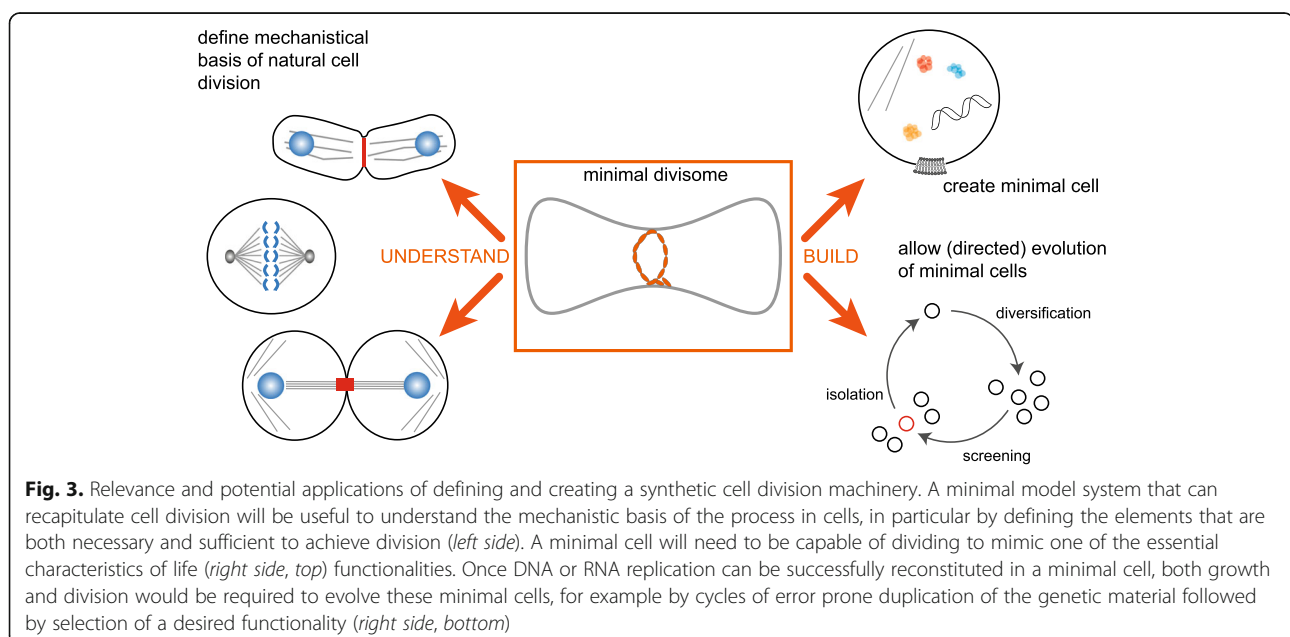 define mechanistical
basis of natural cell
division
UNDERSTAND
minimal divisome
BUILD
create minimal cell
allow (directed) evolution
of minimal cells
diversification
isolation
screening
Fig. 3. Relevance and potential applications of defining and creating a synthetic cell division machinery. A minimal model system that can
recapitulate cell division will be useful to understand the mechanistic basis of the process in cells, in particular by defining the elements that are
both necessary and sufficient to achieve division (left side). A minimal cell will need to be capable of dividing to mimic one of the essential
characteristics of life (right side, top) functionalities. Once DNA or RNA replication can be successfully reconstituted in a minimal cell, both growth
and division would be required to evolve these minimal cells, for example by cycles of error prone duplication of the genetic material followed
by selection of a desired functionality (right side, bottom)